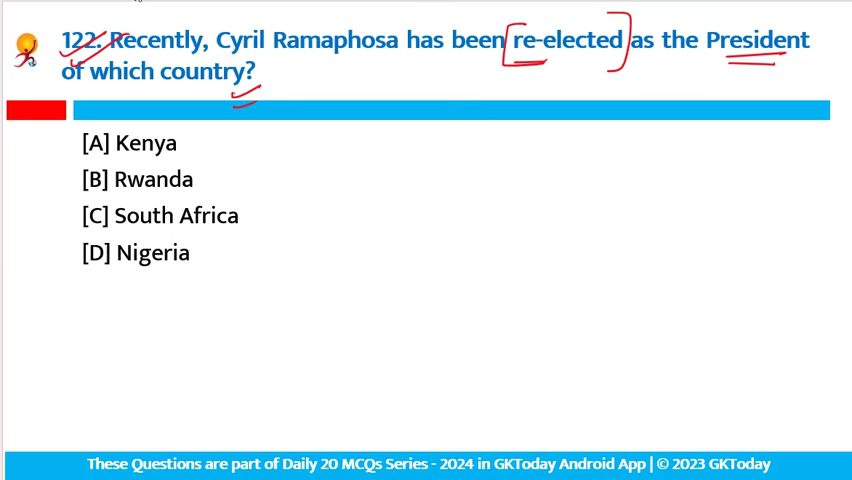 122. Recently, Cyril Ramaphosa has been re-elected as the President
of which country?
[A] Kenya
[B] Rwanda
[C] South Africa
[D] Nigeria
These Questions are part of Daily 20 MCQs Series - 2024 in GKToday Android App | © 2023 GKToday